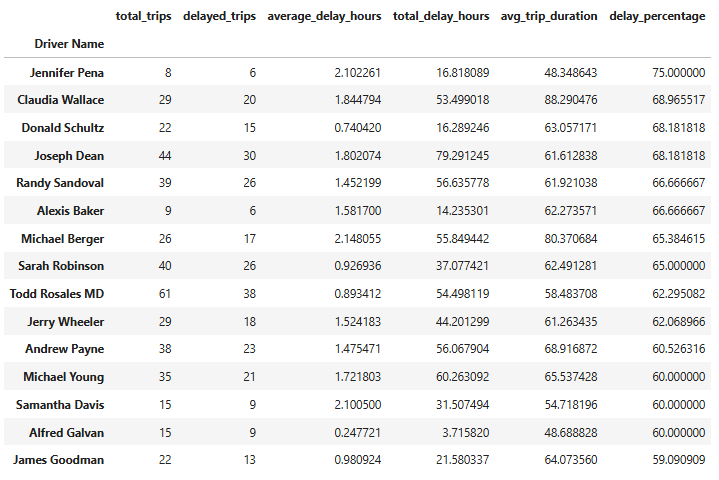 total_trips delayed_trips average_delay_hours total_delay_hours avg_trip_duration delay_percentage
Driver Name
Jennifer Pena 8 6 2.102261 16.818089 48.348643 75.000000
Claudia Wallace 29 20 1.844794 53.499018 88.290476 68.965517
Donald Schultz 22 15 0.740420 16.289246 63.057171 68.181818
Joseph Dean 44 30 1.802074 79.291245 61.612838 68.181818
Randy Sandoval 39 26 1.452199 56.635778 61.921038 66.666667
Alexis Baker 9 6 1.581700 14.235301 62.273571 66.666667
Michael Berger 26 17 2.148055 55.849442 80.370684 65.384615
Sarah Robinson 40 26 0.926936 37.077421 62.491281 65.000000
Todd Rosales MD 61 38 0.893412 54.498119 58.483708 62.295082
Jerry Wheeler 29 18 1.524183 44.201299 61.263435 62.068966
Andrew Payne 38 23 1.475471 56.067904 68.916872 60.526316
Michael Young 35 21 1.721803 60.263092 65.537428 60.000000
Samantha Davis 15 9 2.100500 31.507494 54.718196 60.000000
Alfred Galvan 15 9 0.247721 3.715820 48.688828 60.000000
James Goodman 22 13 0.980924 21.580337 64.073560 59.090909